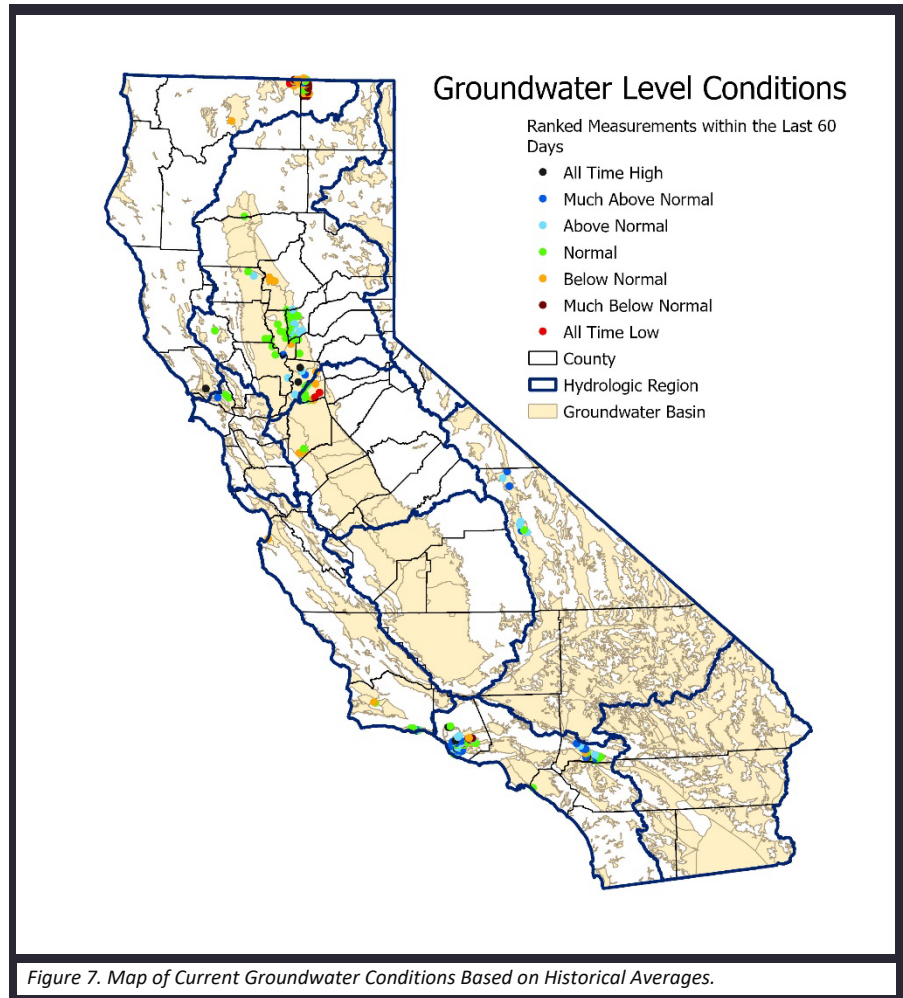 Groundwater Level Conditions
Ranked Measurements within the Last 60
Days
All Time High
Much Above Normal
Above Normal
Normal
Below Normal
Much Below Normal
All Time Low
County
Hydrologic Region
Groundwater Basin
Figure 7. Map of Current Groundwater Conditions Based on Historical Averages.